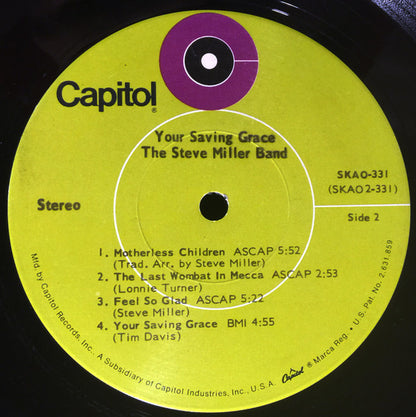 Capitol®
Your Saving Grace
The Steve Miller Band
SKAO-331
(SKAO2-331)
Stereo
Side 2
1. Motherless Children ASCAP 5:52
(Trad. Arr. by Steve Miller)
2. The Last Wombat In Mecca ASCAP 2:53
(Lonnie Turner)
3. Feel So Glad ASCAP 5:22
(Steve Miller)
4. Your Saving Grace BMI 4:55
(Tim Davis)
Mfd. by Capitol Records, Inc., A Subsidiary of Capitol Industries, Inc., U.S.A. Capitol ® Marca Reg. • U.S. Pat. No. 2,631,859